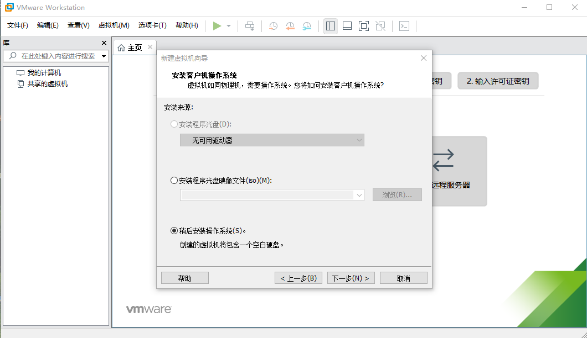 VMware Workstation
文件(F) 编辑(E) 查看(V) 虚拟机(M) 选项卡(T) 帮助(H)
库
在此处键入内容进行搜索
我的计算机
共享的虚拟机
主页
新建虚拟机向导
安装客户机操作系统
虚拟机如同物理机，需要操作系统。您将如何安装客户机操作系统?
安装来源:
安装程序光盘(D):
无可用驱动器
安装程序光盘映像文件(iso)(M):
浏览(R)...
稍后安装操作系统(S)。
创建的虚拟机将包含一个空白硬盘。
帮助
< 上一步(B)
下一步(N) >
取消
密钥
2. 输入许可证密钥
远程服务器
vmware